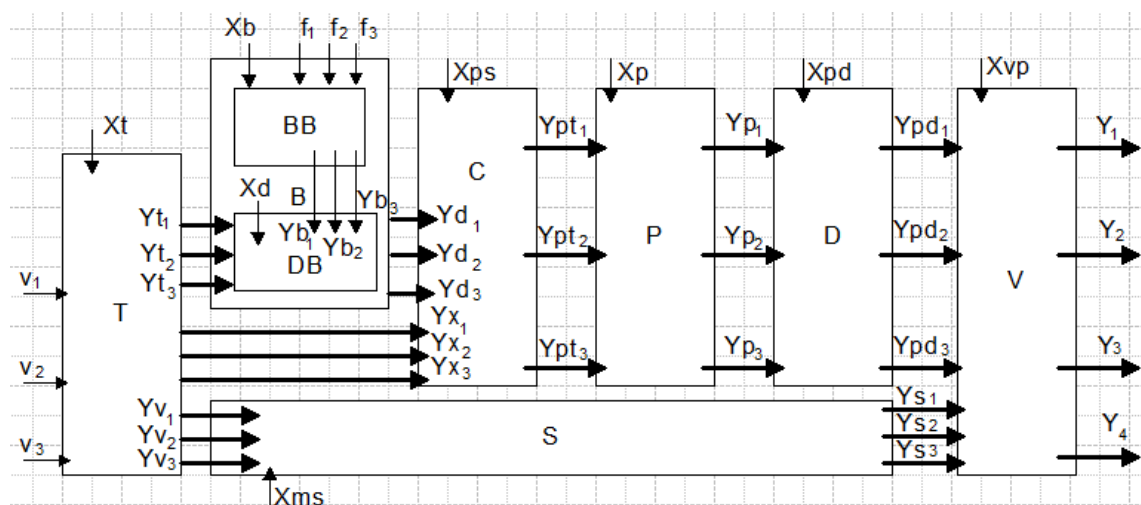 Xb f₁ f₂ f₃
Xps Xp Xpd Xvp
BB
Xt
Ypt₁ Yp₁ Ypd₁ Y₁
C
Xd B Yb₃
Yt₁ Yd₁
Yb₁ Yb₂
Yt₂ DB Yd₂ Ypt₂ P Yp₂ D Ypd₂ Y₂
Yt₃ Yd₃
v₁ T V
Yx₁
Yx₂
Yx₃ Ypt₃ Yp₃ Ypd₃ Y₃
v₂
Yv₁ Ys₁
Yv₂ S Ys₂ Y₄
v₃ Yv₃ Ys₃
Xms